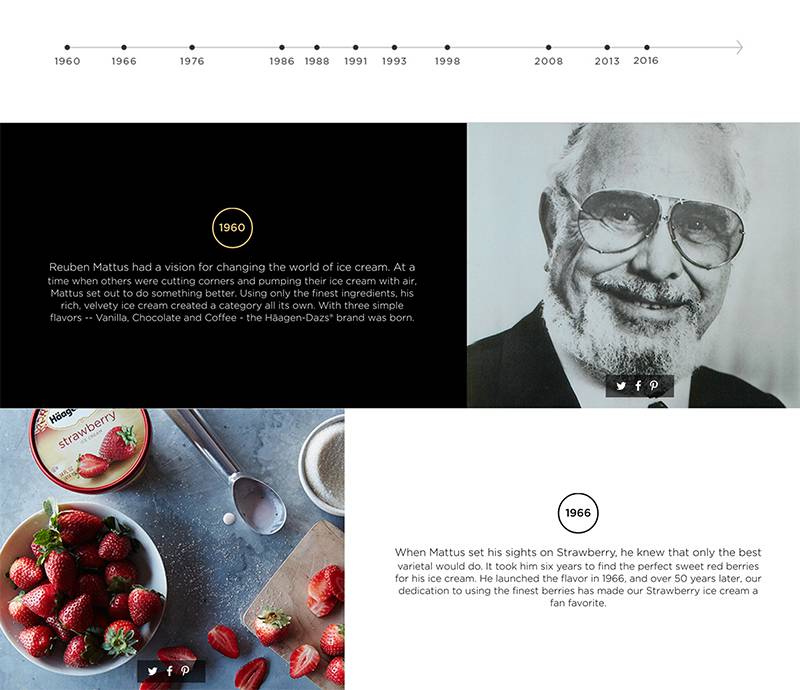 1960 1966 1976 1986 1988 1991 1993 1998 2008 2013 2016
1960
Reuben Mattus had a vision for changing the world of ice cream. At a
time when others were cutting corners and pumping their ice cream with air,
Mattus set out to do something better. Using only the finest ingredients, his
rich, velvety ice cream created a category all its own. With three simple
flavors -- Vanilla, Chocolate and Coffee - the Häagen-Dazs® brand was born.
Häage
strawberry
ICE CREAM
1966
When Mattus set his sights on Strawberry, he knew that only the best
varietal would do. It took him six years to find the perfect sweet red berries
for his ice cream. He launched the flavor in 1966, and over 50 years later, our
dedication to using the finest berries has made our Strawberry ice cream a
fan favorite.